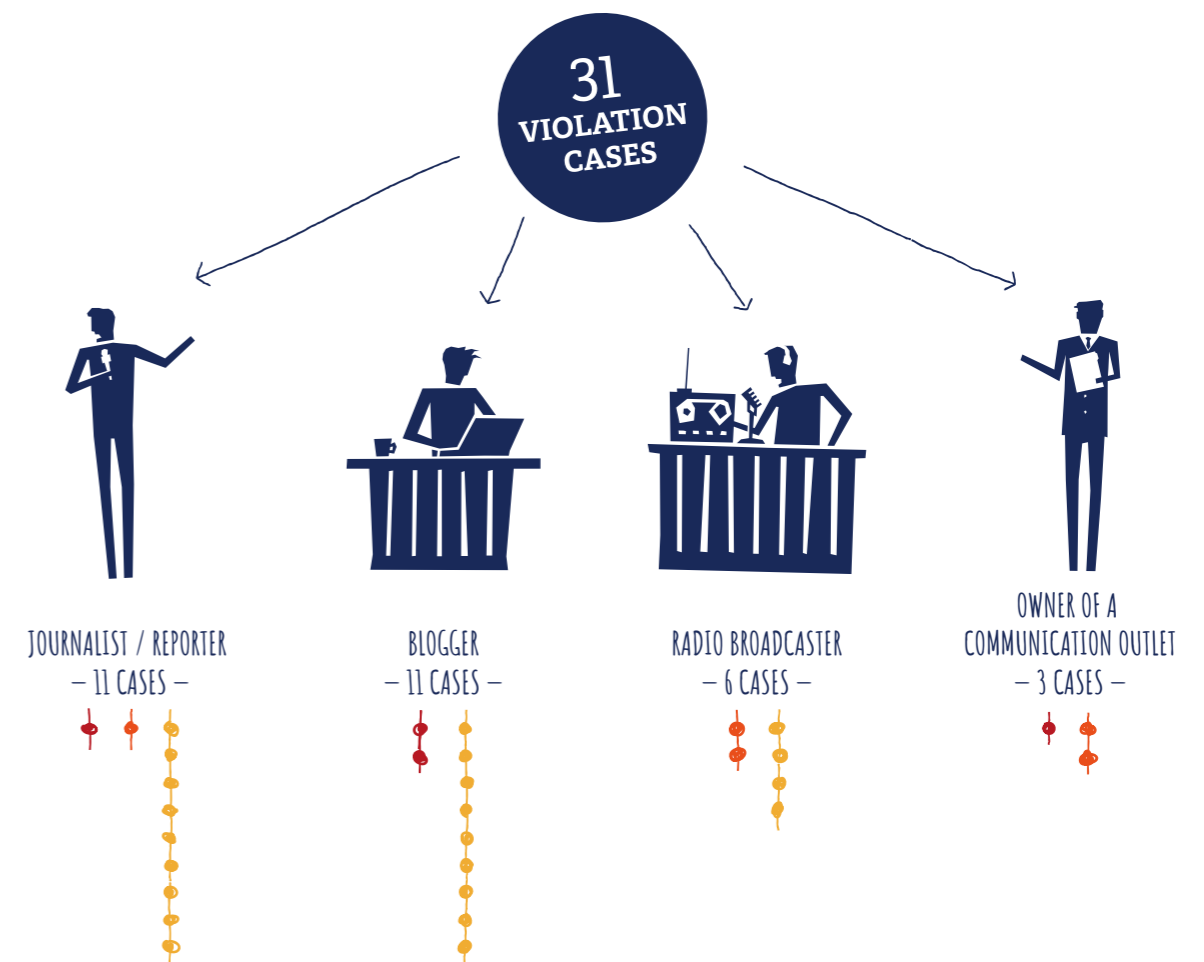 31
VIOLATION
CASES
JOURNALIST / REPORTER
– 11 CASES –
BLOGGER
– 11 CASES –
RADIO BROADCASTER
– 6 CASES –
OWNER OF A
COMMUNICATION OUTLET
– 3 CASES –